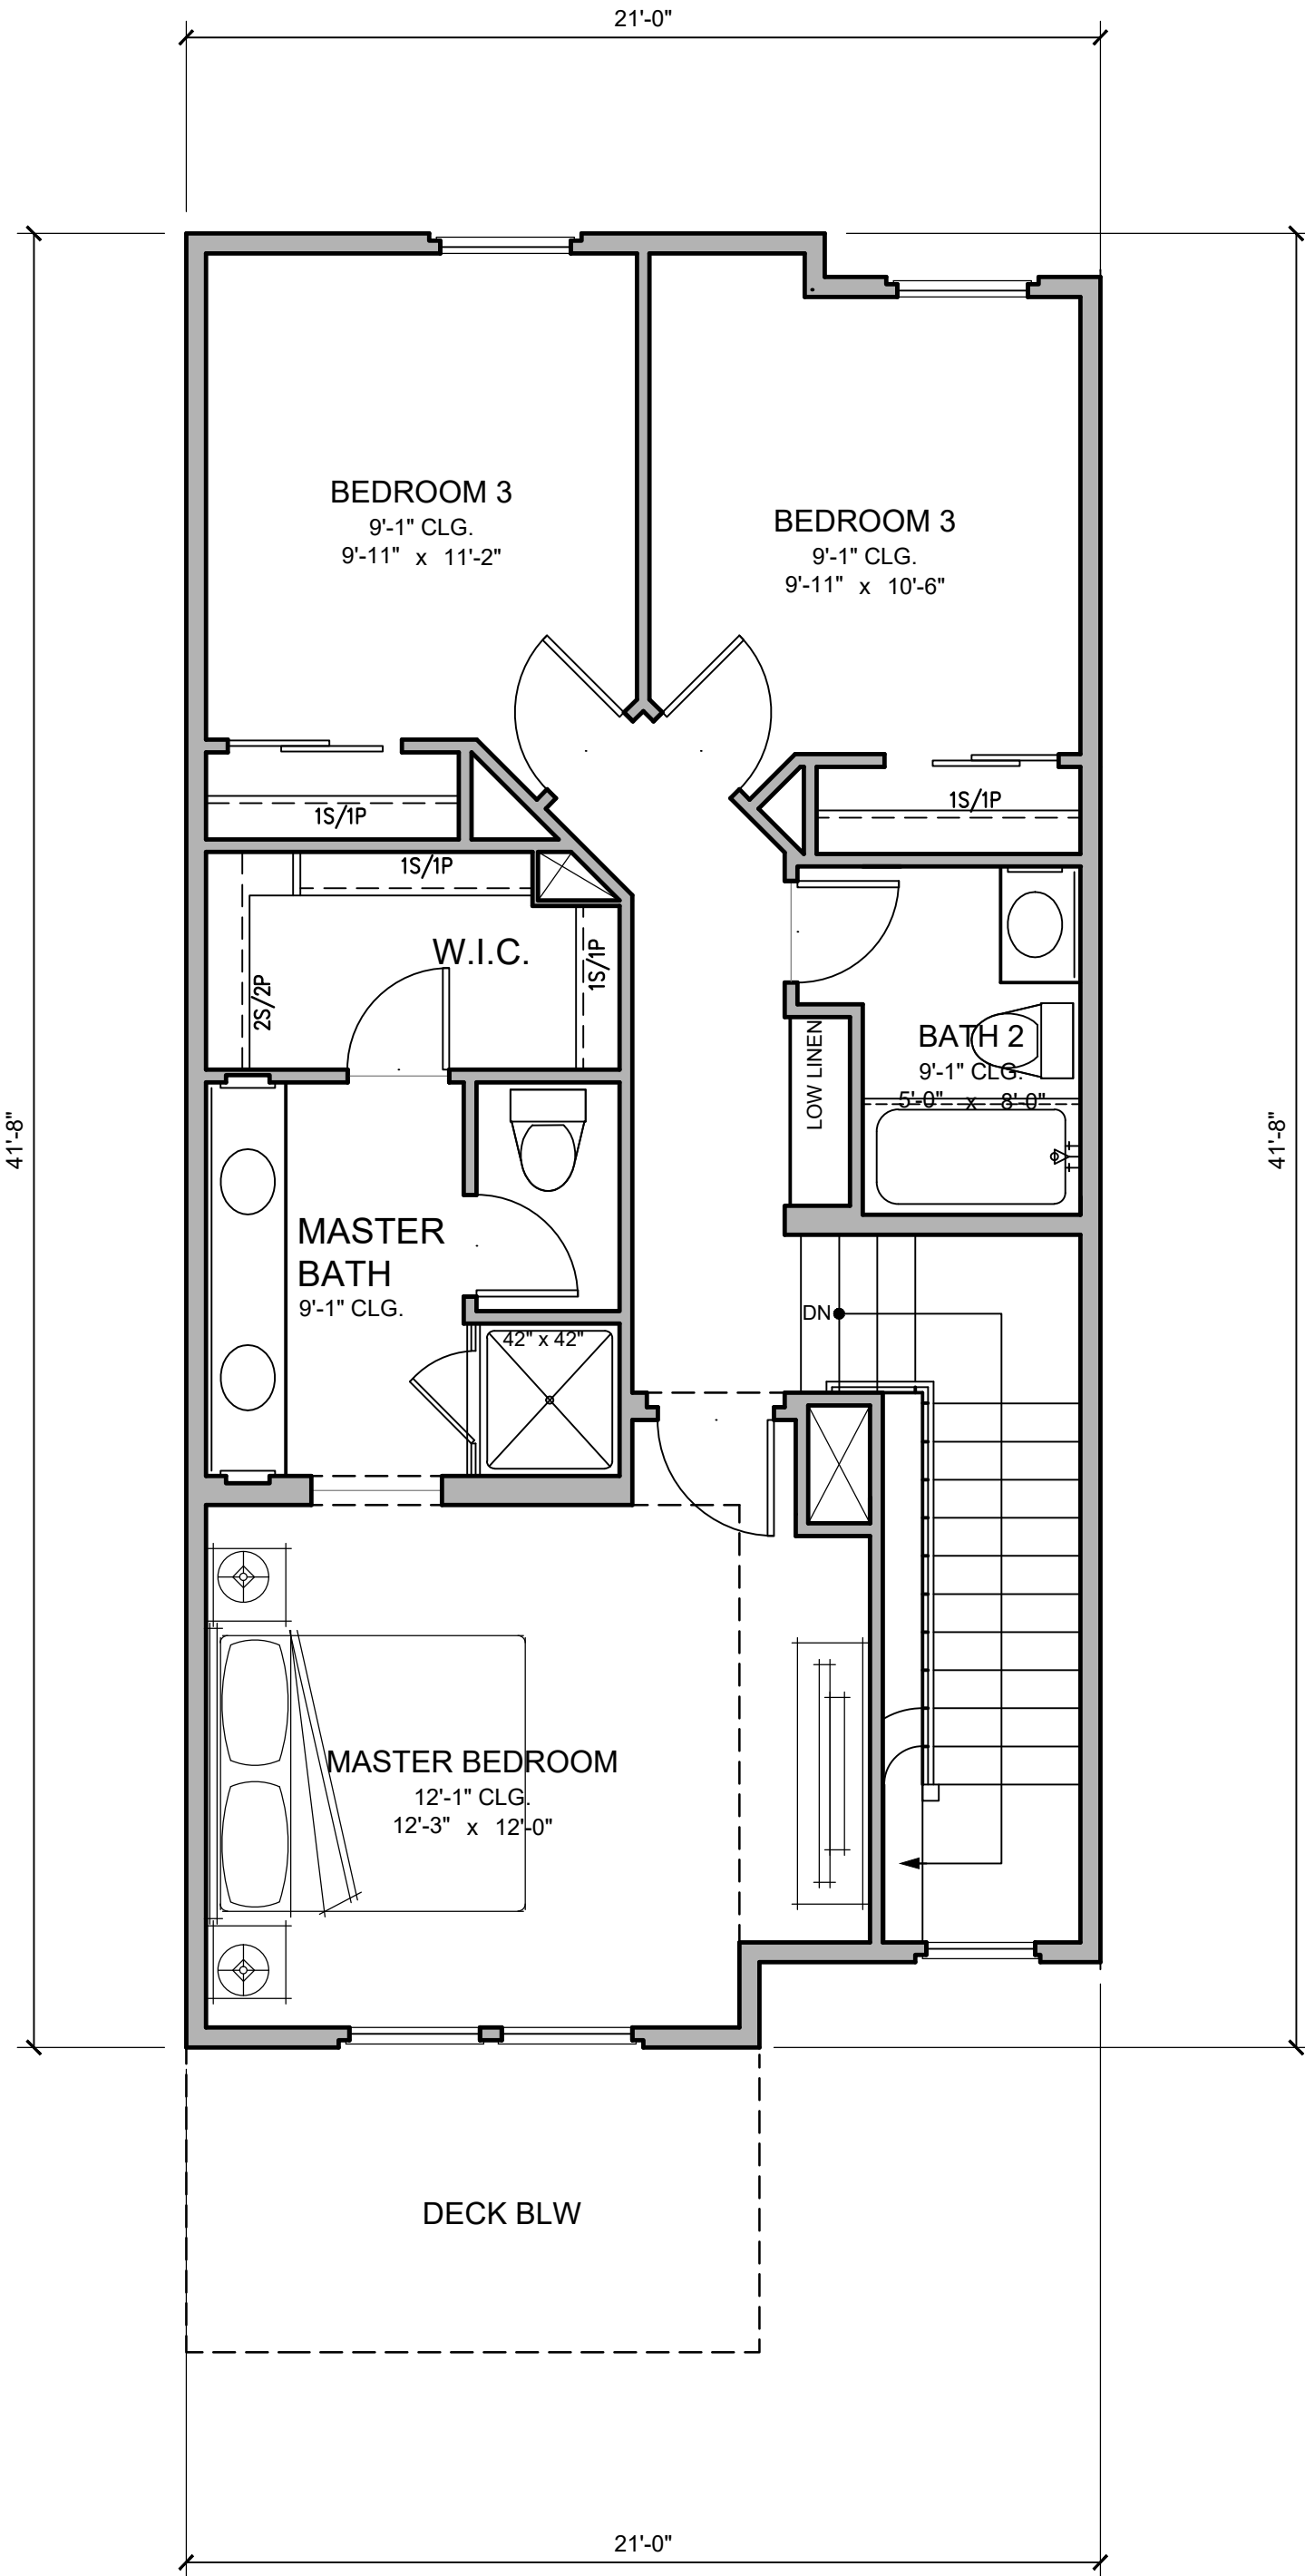 21'-0"
BEDROOM 3
9'-1" CLG.
9'-11" x 11'-2"
BEDROOM 3
9'-1" CLG.
9'-11" x 10'-6"
1S/1P
1S/1P
1S/1P
W.I.C.
1S/1P
2S/2P
LOW LINEN
BATH 2
9'-1" CLG.
5'-0" x 8'-0"
41'-8"
41'-8"
MASTER
BATH
9'-1" CLG.
DN
42" x 42"
MASTER BEDROOM
12'-1" CLG.
12'-3" x 12'-0"
DECK BLW
21'-0"